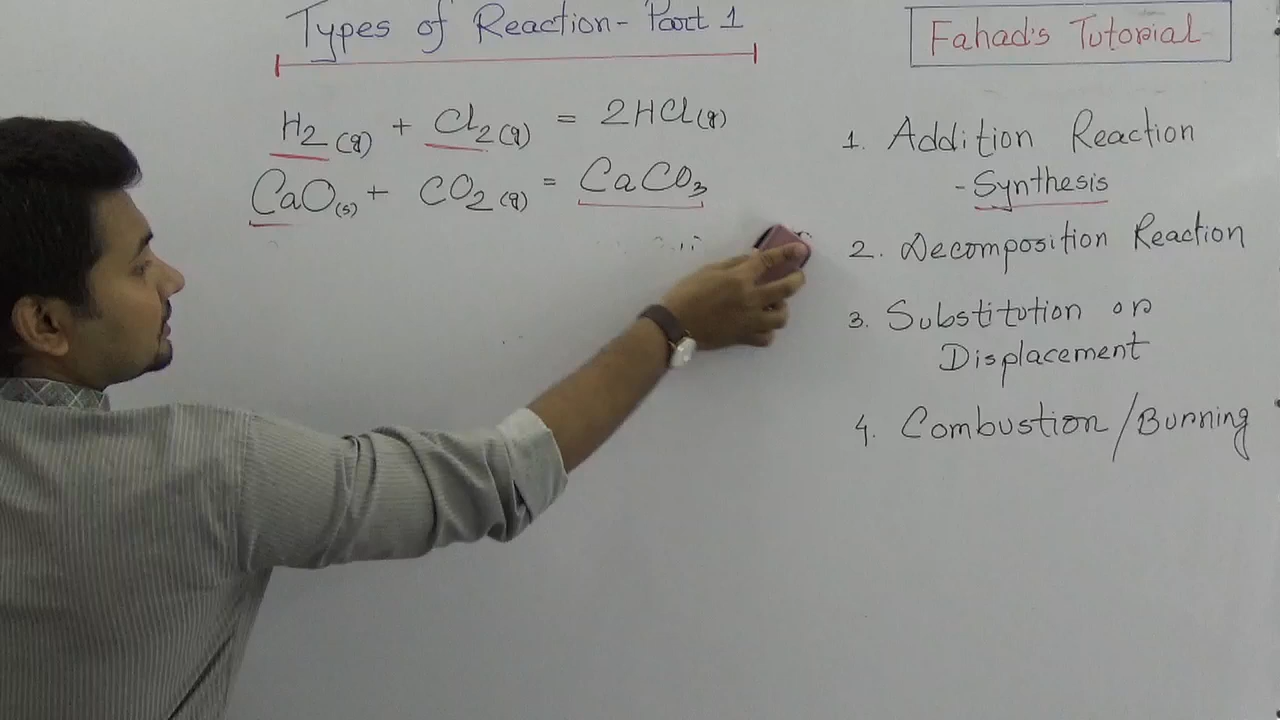 Types of Reaction- Part 1
H2 (g) + Cl2 (g) = 2HCl (g)
CaO (s) + CO2 (g) = CaCO3
Fahad's Tutorial
1. Addition Reaction
- Synthesis
2. Decomposition Reaction
3. Substitution or
Displacement
4. Combustion / Burning